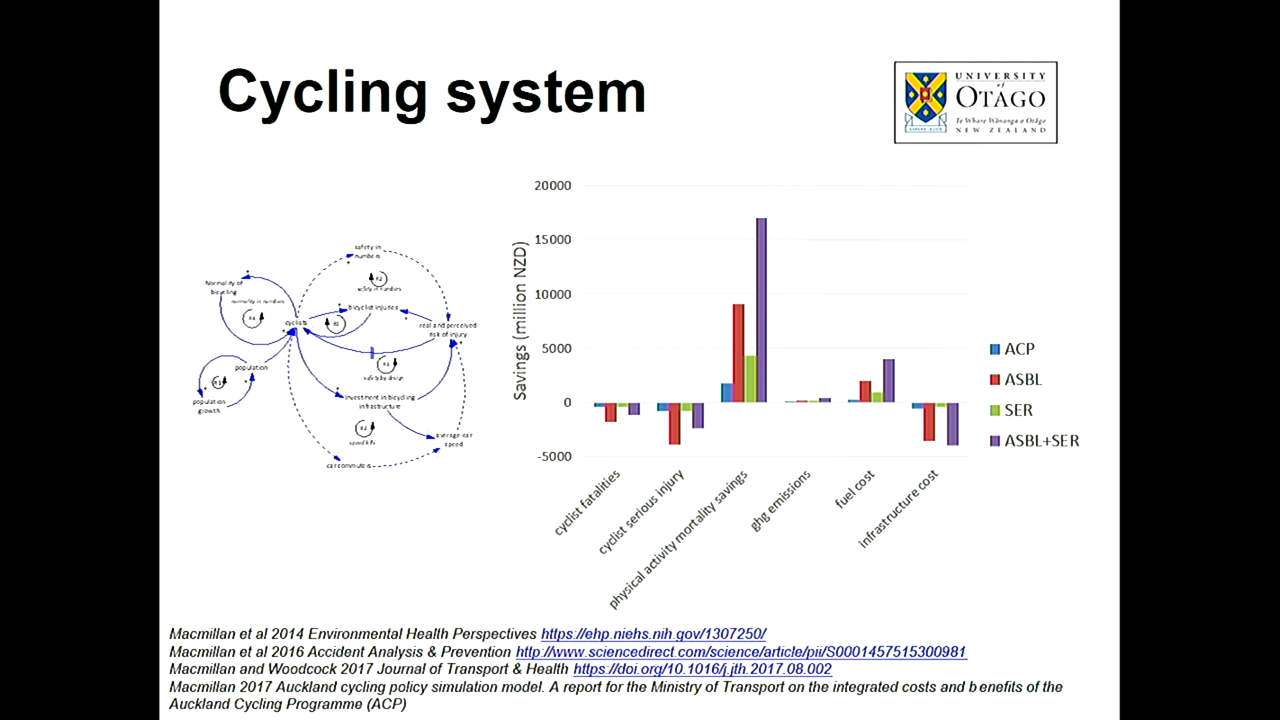 Cycling system
UNIVERSITY
of
OTAGO
Te Whare Wānanga o Otāgo
NEW ZEALAND
safety in
numbers
safety in numbers
Normality of
bicycling
normality in numbers
bicyclist injuries
cyclists
real and perceived
risk of injury
population
population
growth
safety by design
investment in bicycling
infrastructure
average car
speed
car commuters
20000
15000
10000
5000
0
-5000
Savings (million NZD)
cyclist fatalities
cyclist serious injury
physical activity mortality savings
ghg emissions
fuel cost
infrastructure cost
ACP
ASBL
SER
ASBL+SER
Macmillan et al 2014 Environmental Health Perspectives https://ehp.niehs.nih.gov/1307250/
Macmillan et al 2016 Accident Analysis & Prevention http://www.sciencedirect.com/science/article/pii/S0001457515300981
Macmillan and Woodcock 2017 Journal of Transport & Health https://doi.org/10.1016/j.jth.2017.08.002
Macmillan 2017 Auckland cycling policy simulation model. A report for the Ministry of Transport on the integrated costs and benefits of the
Auckland Cycling Programme (ACP)